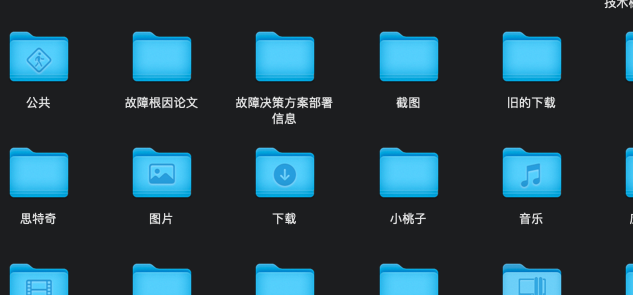 技术
公共
故障根因论文
故障决策方案部署
信息
截图
旧的下载
思特奇
图片
下载
小桃子
音乐